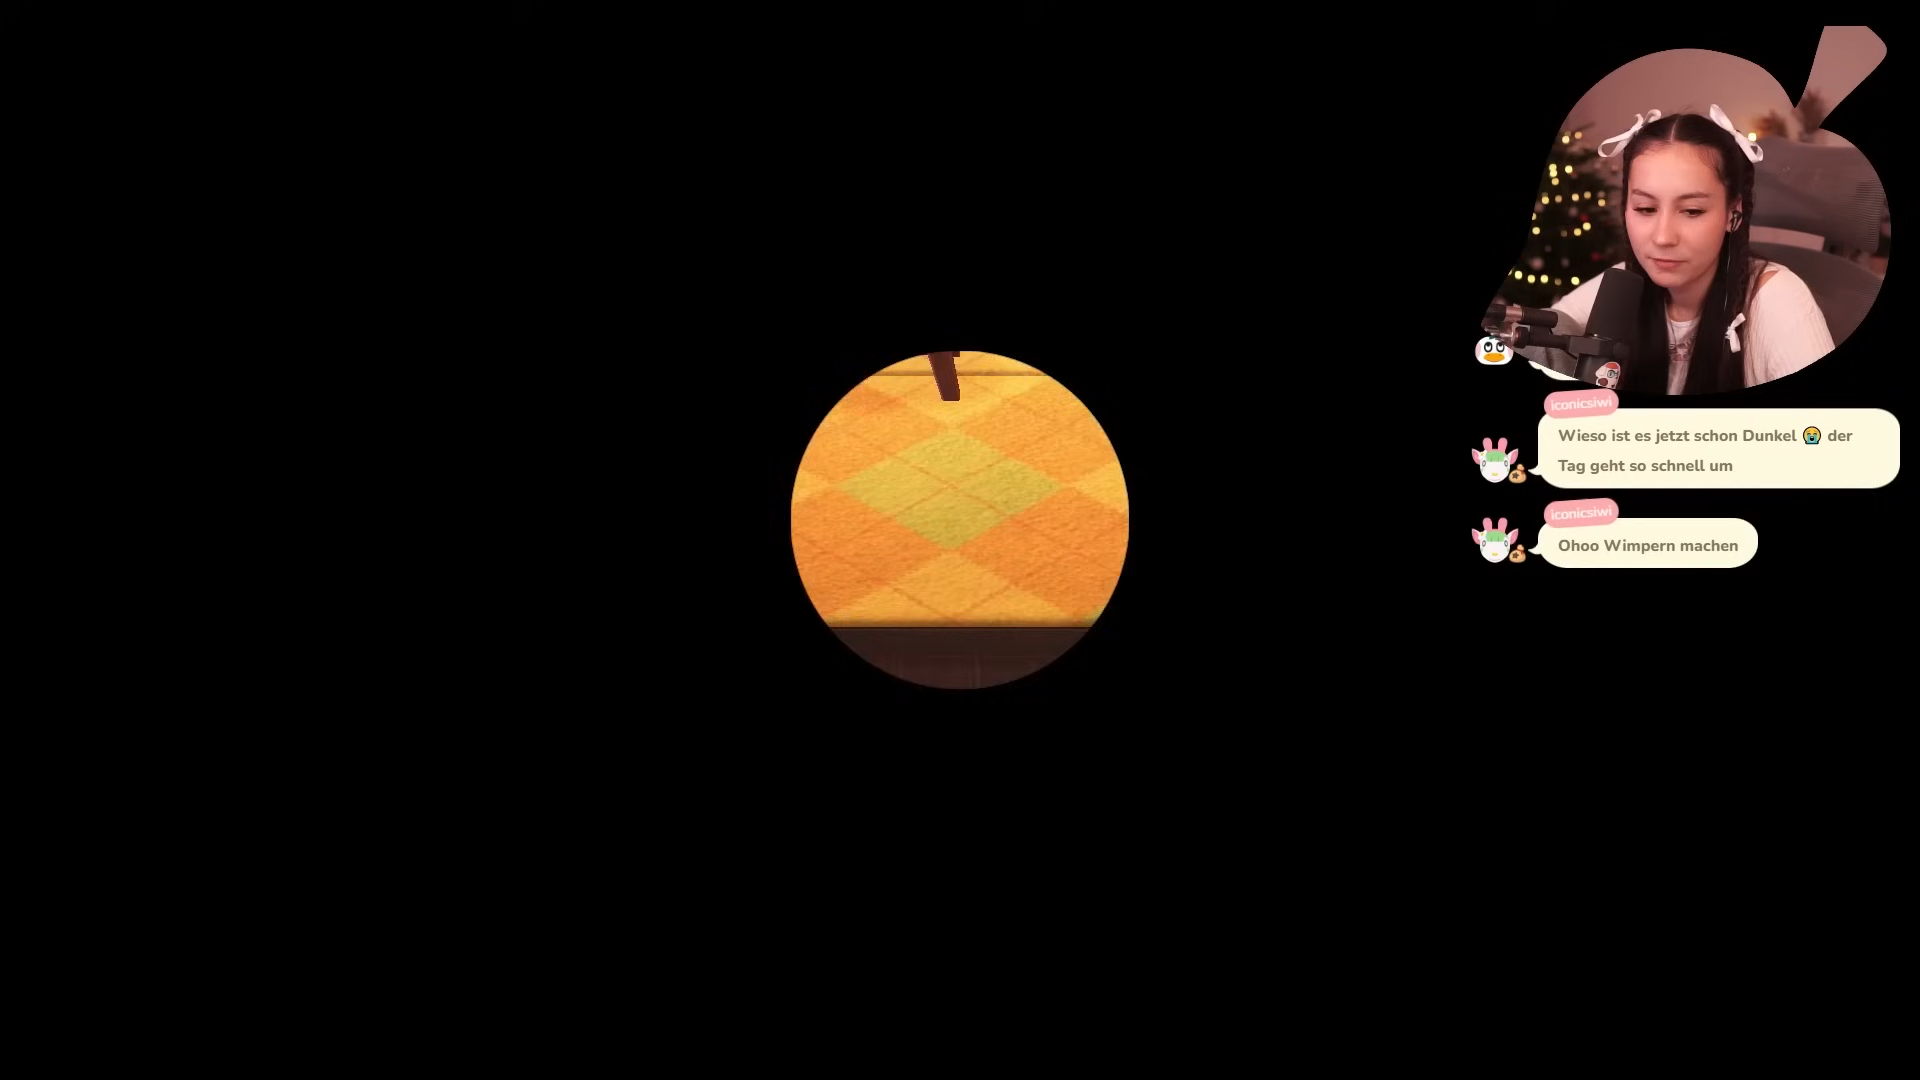 iconicsiwi
Wieso ist es jetzt schon Dunkel 😭 der
Tag geht so schnell um
iconicsiwi
Ohoo Wimpern machen